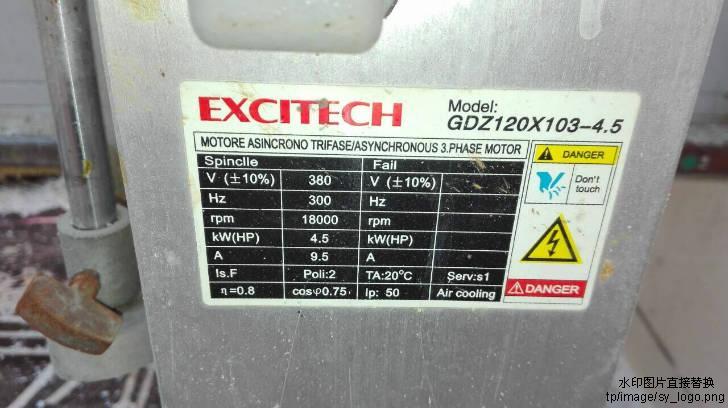 EXCITECH
Model:
GDZ120X103-4.5
MOTORE ASINCRONO TRIFASE/ASYNCHRONOUS 3.PHASE MOTOR
Spinclle Fail
V (±10%) 380 V (±10%)
Hz 300 Hz
rpm 18000 rpm
kW(HP) 4.5 kW(HP)
A 9.5 A
Is.F Poli:2 TA:20°C Serv:s1
η=0.8 cosφ0.75 Ip: 50 Air cooling
DANGER
Don't
touch
DANGER
水印图片直接替换
tp/image/sy_logo.png